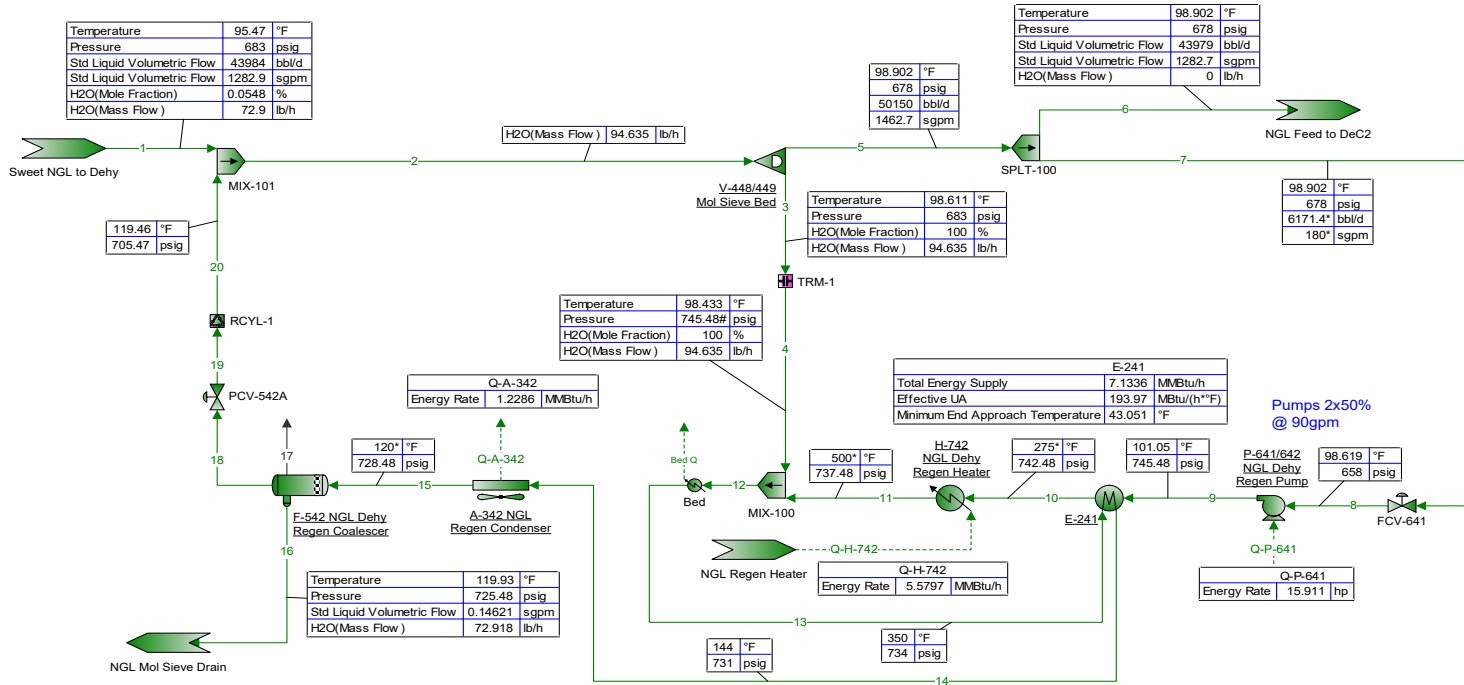 Temperature 95.47 °F
Pressure 683 psig
Std Liquid Volumetric Flow 43984 bbl/d
Std Liquid Volumetric Flow 1282.9 sgpm
H2O(Mole Fraction) 0.0548 %
H2O(Mass Flow ) 72.9 lb/h
Temperature 98.902 °F
Pressure 678 psig
Std Liquid Volumetric Flow 43979 bbl/d
Std Liquid Volumetric Flow 1282.7 sgpm
H2O(Mass Flow ) 0 lb/h
98.902 °F
678 psig
50150 bbl/d
1462.7 sgpm
H2O(Mass Flow ) 94.635 lb/h
1
Sweet NGL to Dehy
MIX-101
2
V-448/449
Mol Sieve Bed
5
SPLT-100
6
NGL Feed to DeC2
7
3
98.902 °F
678 psig
6171.4* bbl/d
180* sgpm
Temperature 98.611 °F
Pressure 683 psig
H2O(Mole Fraction) 100 %
H2O(Mass Flow ) 94.635 lb/h
119.46 °F
705.47 psig
20
TRM-1
RCYL-1
Temperature 98.433 °F
Pressure 745.48# psig
H2O(Mole Fraction) 100 %
H2O(Mass Flow ) 94.635 lb/h
4
19
PCV-542A
Q-A-342
Energy Rate 1.2286 MMBtu/h
E-241
Total Energy Supply 7.1336 MMBtu/h
Effective UA 193.97 MBtu/(h*°F)
Minimum End Approach Temperature 43.051 °F
Pumps 2x50%
@ 90gpm
17
18
120* °F
728.48 psig
Q-A-342
Bed Q
500* °F
737.48 psig
H-742
NGL Dehy
Regen Heater
275* °F
742.48 psig
101.05 °F
745.48 psig
P-641/642
NGL Dehy
Regen Pump
98.619 °F
658 psig
15
12
11
10
9
8
F-542 NGL Dehy
Regen Coalescer
A-342 NGL
Regen Condenser
Bed
MIX-100
E-241
FCV-641
16
Q-H-742
NGL Regen Heater
Q-P-641
Q-H-742
Energy Rate 5.5797 MMBtu/h
Q-P-641
Energy Rate 15.911 hp
Temperature 119.93 °F
Pressure 725.48 psig
Std Liquid Volumetric Flow 0.14621 sgpm
H2O(Mass Flow ) 72.918 lb/h
13
144 °F
731 psig
350 °F
734 psig
NGL Mol Sieve Drain
14